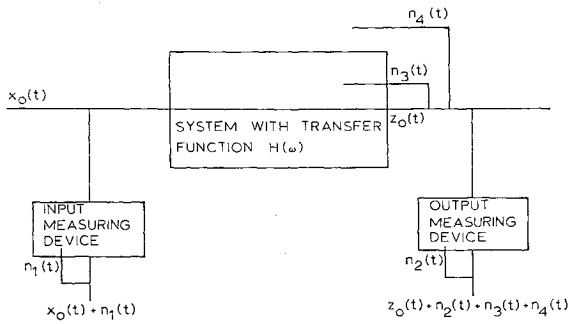 n4(t)
n3(t)
x0(t)
z0(t)
SYSTEM WITH TRANSFER
FUNCTION H(ω)
INPUT
MEASURING
DEVICE
n1(t)
x0(t) + n1(t)
OUTPUT
MEASURING
DEVICE
n2(t)
z0(t) + n2(t) + n3(t) + n4(t)